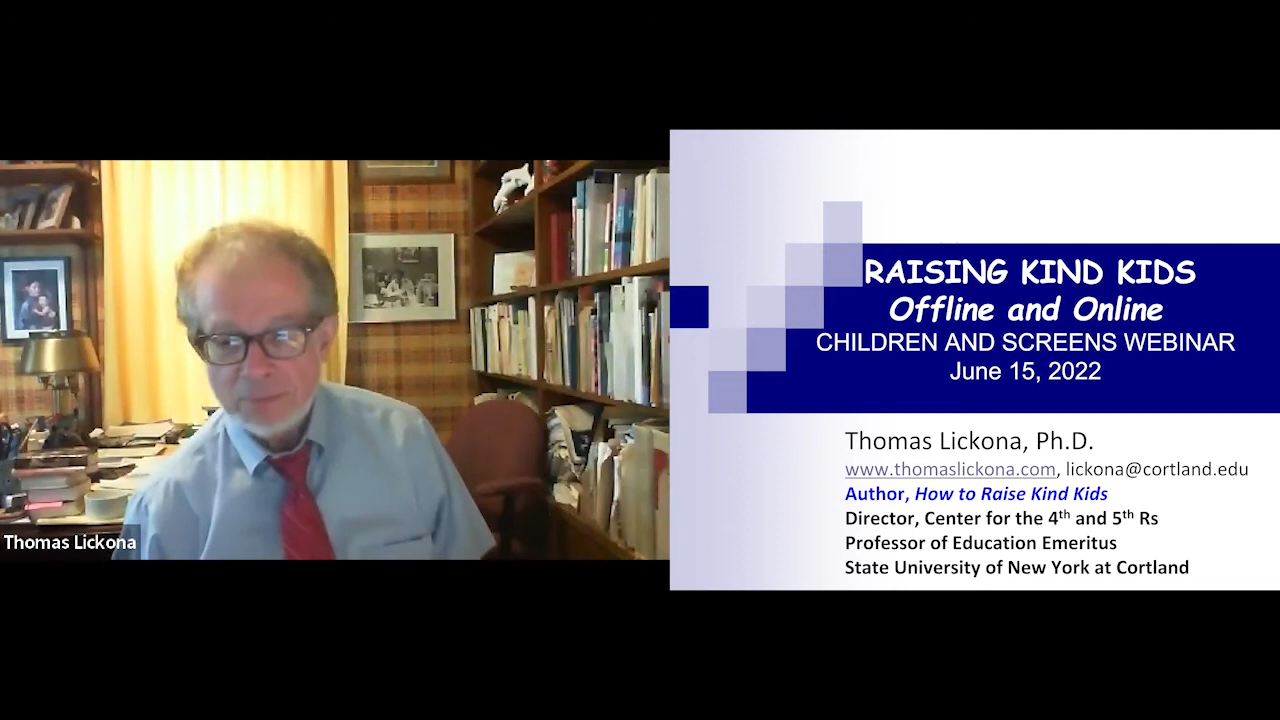 Thomas Lickona
RAISING KIND KIDS
Offline and Online
CHILDREN AND SCREENS WEBINAR
June 15, 2022
Thomas Lickona, Ph.D.
www.thomaslickona.com, lickona@cortland.edu
Author, How to Raise Kind Kids
Director, Center for the 4th and 5th Rs
Professor of Education Emeritus
State University of New York at Cortland